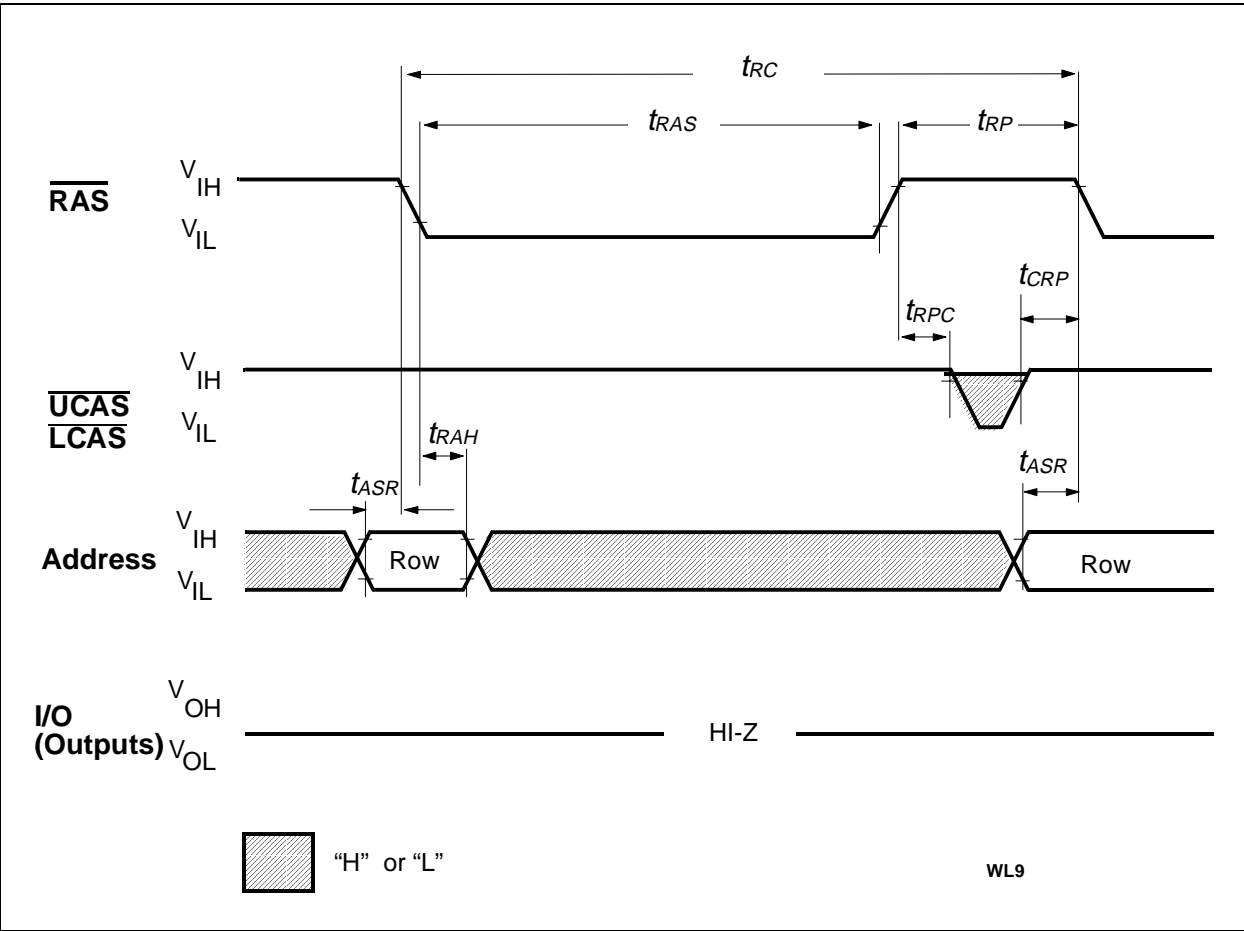 tRC
tRAS
tRP
RAS
VIH
VIL
tCRP
tRPC
UCAS
LCAS
VIH
VIL
tRAH
tASR
tASR
Address
VIH
VIL
Row
Row
I/O
(Outputs)
VOH
VOL
HI-Z
“H” or “L”
WL9